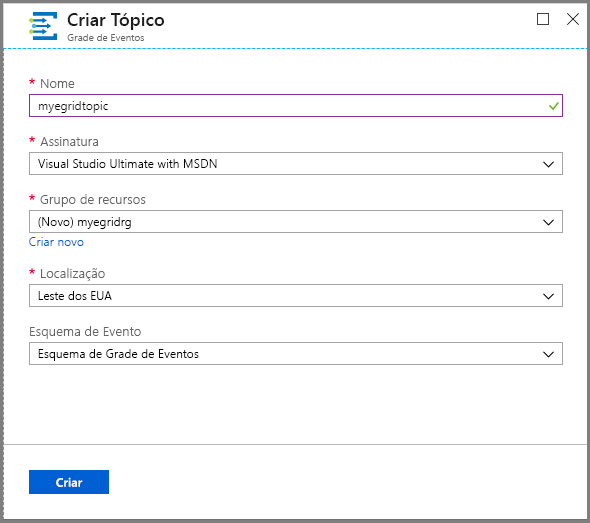 Criar Tópico
Grade de Eventos
* Nome
myegridtopic
* Assinatura
Visual Studio Ultimate with MSDN
* Grupo de recursos
(Novo) myegridrg
Criar novo
* Localização
Leste dos EUA
Esquema de Evento
Esquema de Grade de Eventos
Criar